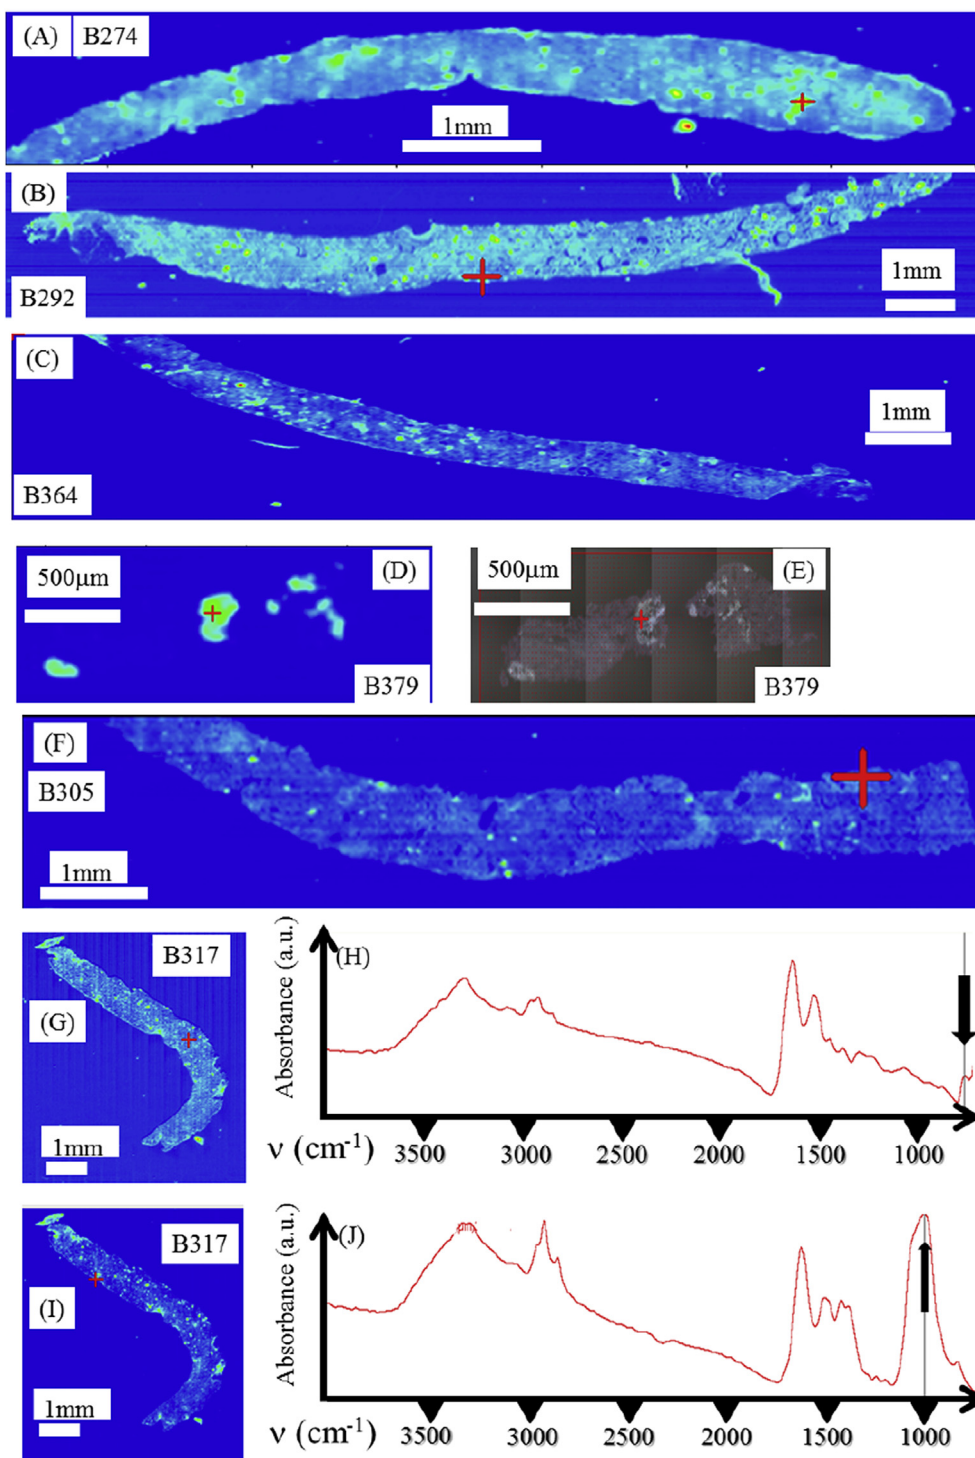 (A) B274
1mm
(B)
B292
1mm
(C)
1mm
B364
500μm
(D)
B379
500μm
(E)
B379
(F)
B305
1mm
B317
(G)
1mm
Absorbance (a.u.)
(H)
ν (cm-1) 3500 3000 2500 2000 1500 1000
B317
(I)
1mm
Absorbance (a.u.)
(J)
ν (cm-1) 3500 3000 2500 2000 1500 1000